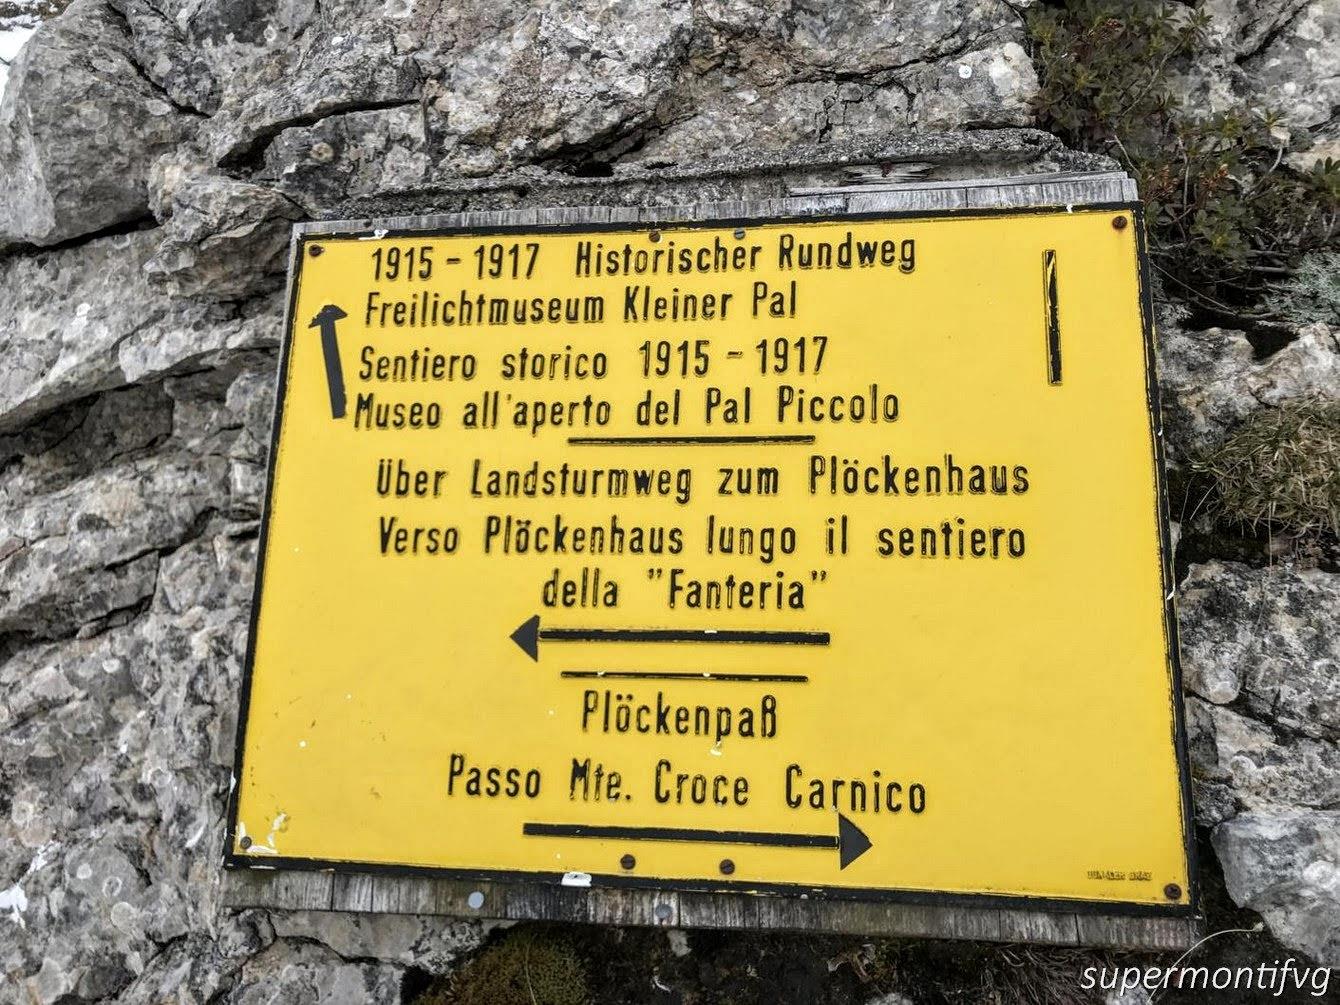 1915 - 1917 Historischer Rundweg
Freilichtmuseum Kleiner Pal
Sentiero storico 1915 - 1917
Museo all'aperto del Pal Piccolo
Über Landsturmweg zum Plöckenhaus
Verso Plöckenhaus lungo il sentiero
della "Fanteria"
Plöckenpaß
Passo Mte. Croce Carnico
supermontifvg